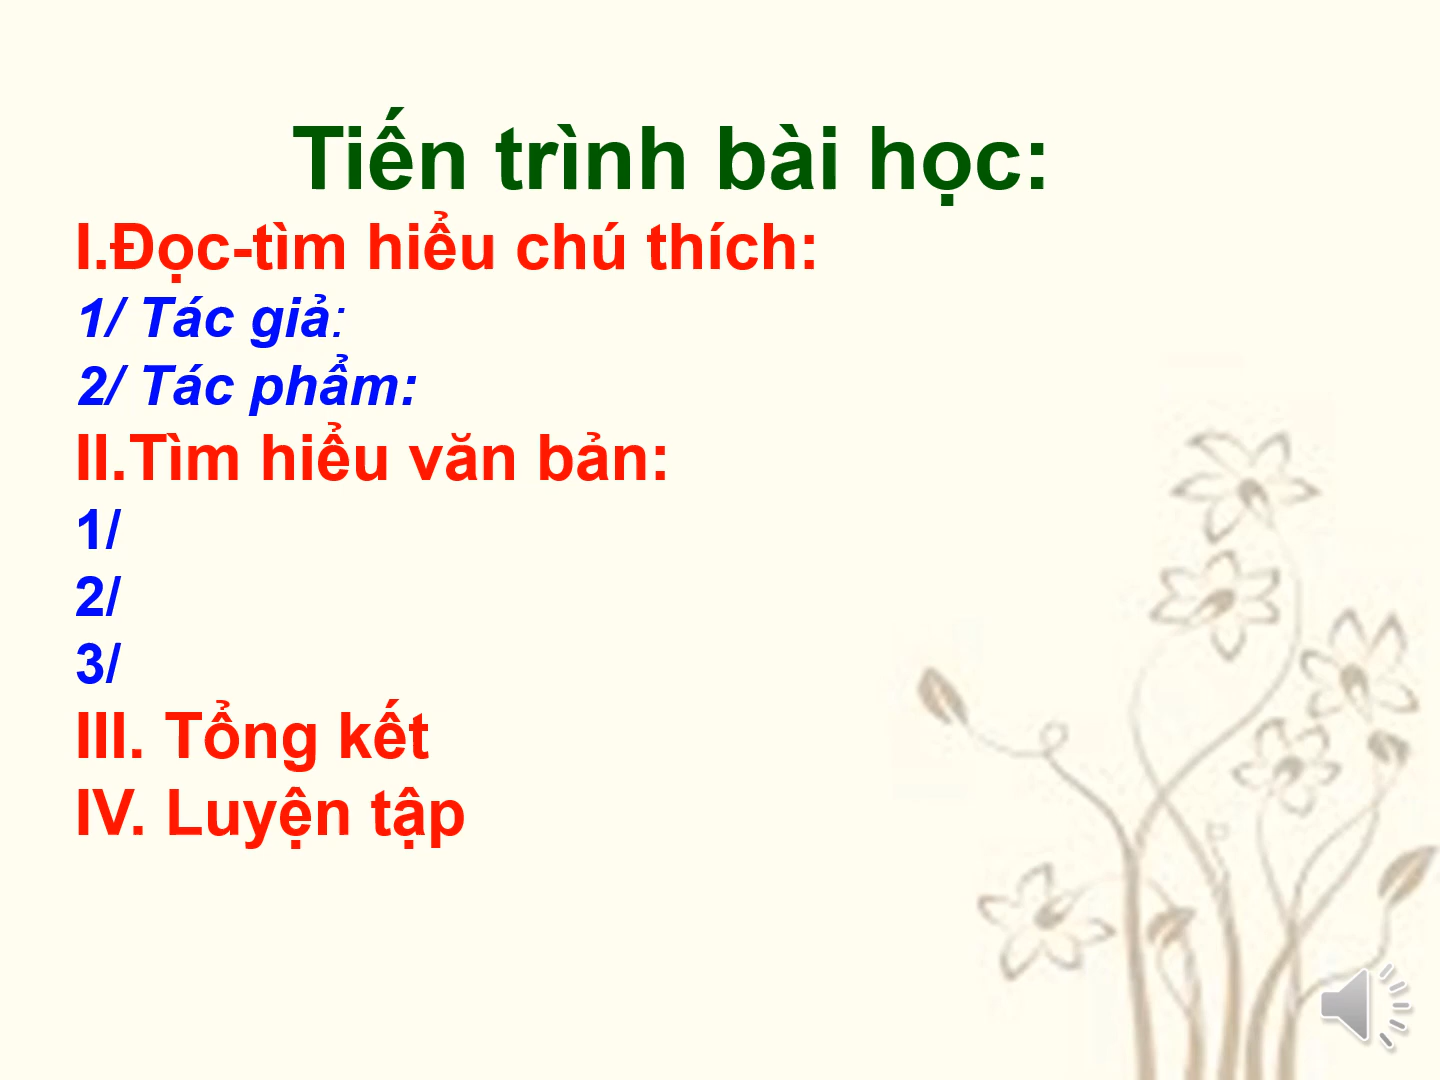 Tiến trình bài học:
I.Đọc-tìm hiểu chú thích:
1/ Tác giả:
2/ Tác phẩm:
II.Tìm hiểu văn bản:
1/
2/
3/
III. Tổng kết
IV. Luyện tập